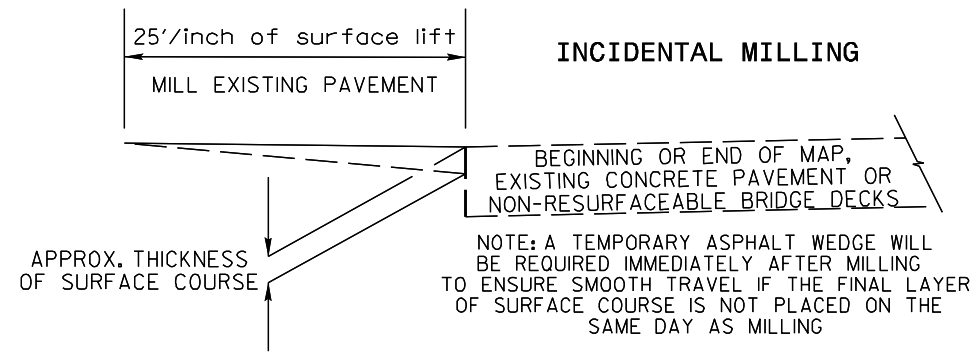 25'/inch of surface lift
MILL EXISTING PAVEMENT
INCIDENTAL MILLING
BEGINNING OR END OF MAP,
EXISTING CONCRETE PAVEMENT OR
NON-RESURFACEABLE BRIDGE DECKS
APPROX. THICKNESS
OF SURFACE COURSE
NOTE: A TEMPORARY ASPHALT WEDGE WILL
BE REQUIRED IMMEDIATELY AFTER MILLING
TO ENSURE SMOOTH TRAVEL IF THE FINAL LAYER
OF SURFACE COURSE IS NOT PLACED ON THE
SAME DAY AS MILLING